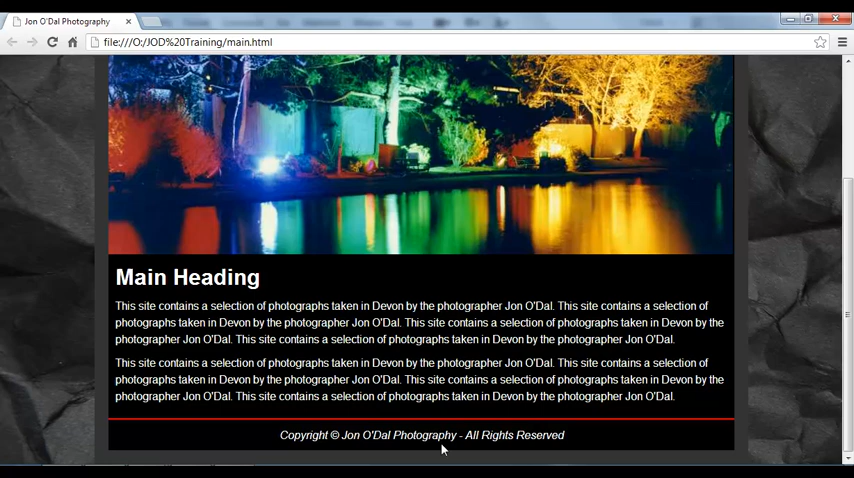 Jon O'Dal Photography
file:///O:/JOD%20Training/main.html
Main Heading
This site contains a selection of photographs taken in Devon by the photographer Jon O'Dal. This site contains a selection of
photographs taken in Devon by the photographer Jon O'Dal. This site contains a selection of photographs taken in Devon by the
photographer Jon O'Dal. This site contains a selection of photographs taken in Devon by the photographer Jon O'Dal.
This site contains a selection of photographs taken in Devon by the photographer Jon O'Dal. This site contains a selection of
photographs taken in Devon by the photographer Jon O'Dal. This site contains a selection of photographs taken in Devon by the
photographer Jon O'Dal. This site contains a selection of photographs taken in Devon by the photographer Jon O'Dal.
Copyright © Jon O'Dal Photography - All Rights Reserved